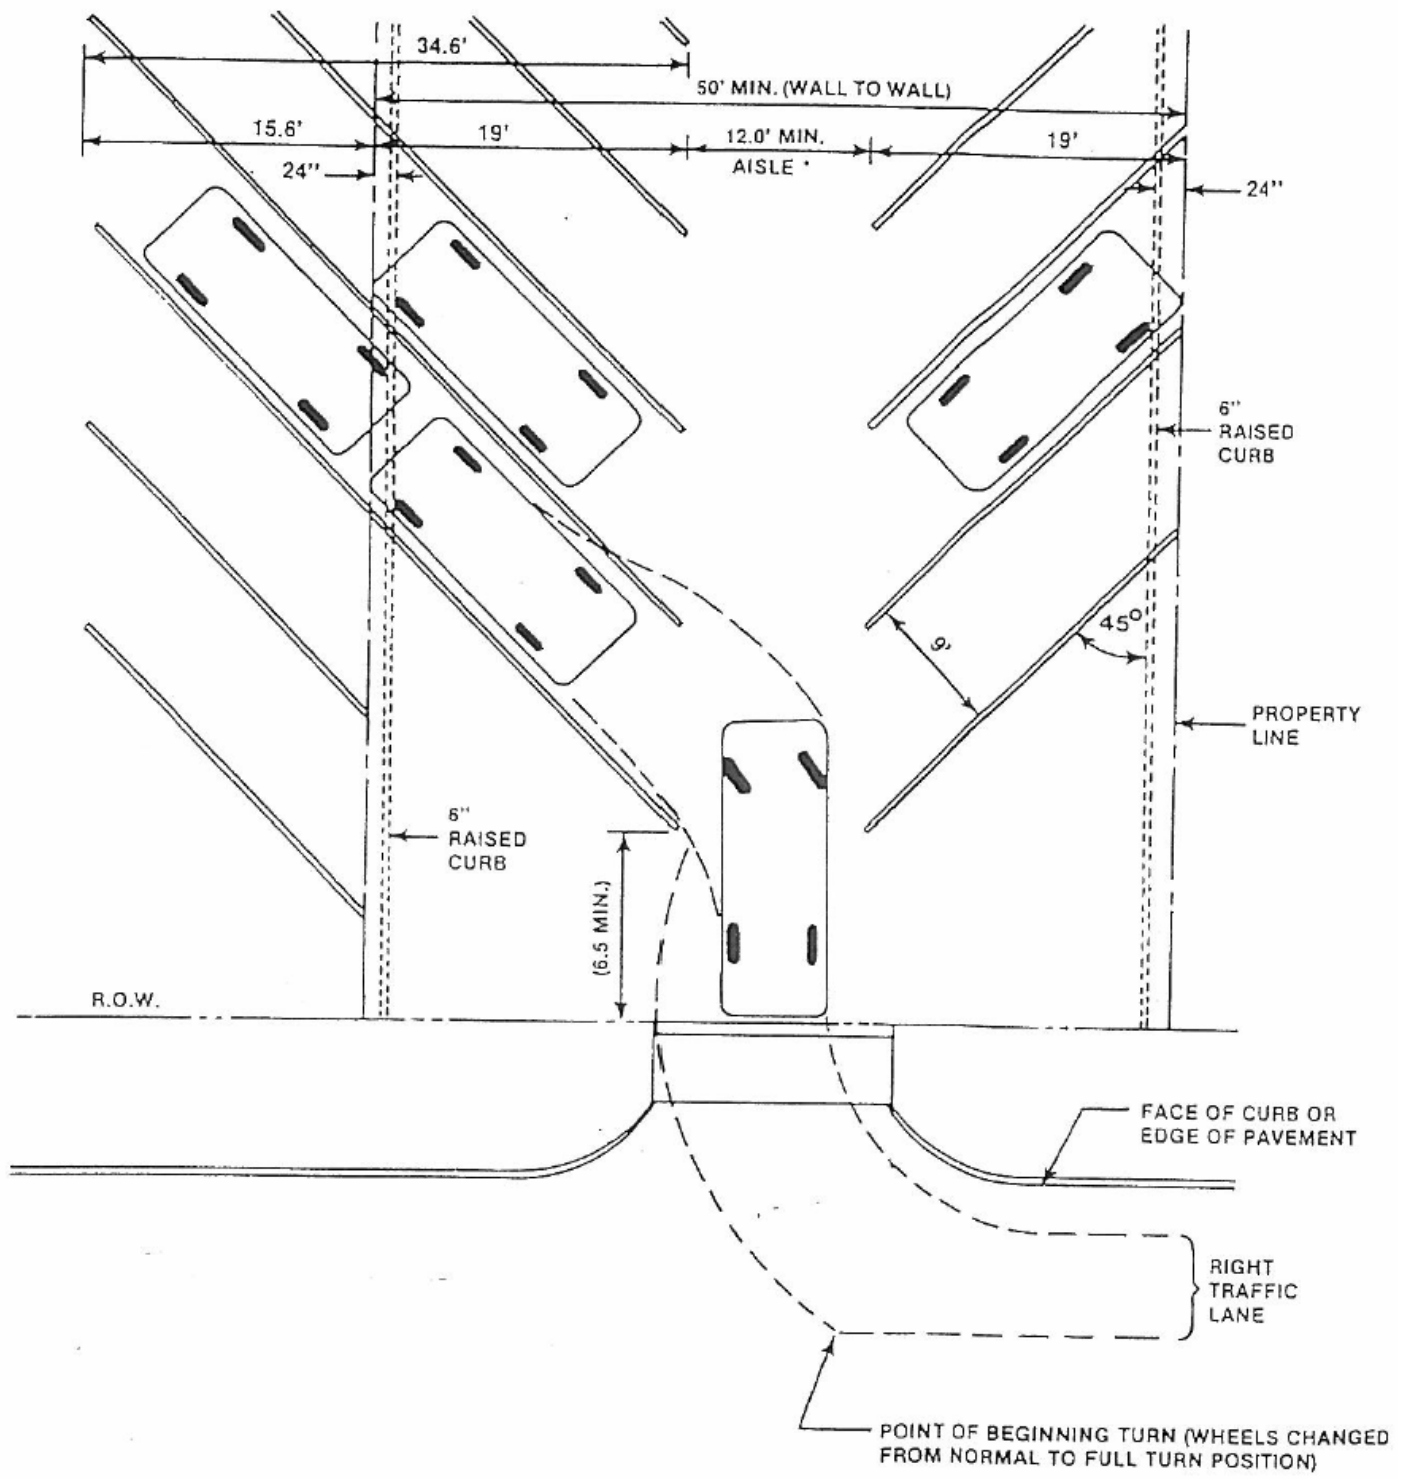 34.6'
50' MIN. (WALL TO WALL)
15.6'
19'
12.0' MIN.
AISLE *
19'
24"
24"
6"
RAISED
CURB
45°
9'
PROPERTY
LINE
6"
RAISED
CURB
(6.5 MIN.)
R.O.W.
FACE OF CURB OR
EDGE OF PAVEMENT
RIGHT
TRAFFIC
LANE
POINT OF BEGINNING TURN (WHEELS CHANGED
FROM NORMAL TO FULL TURN POSITION)